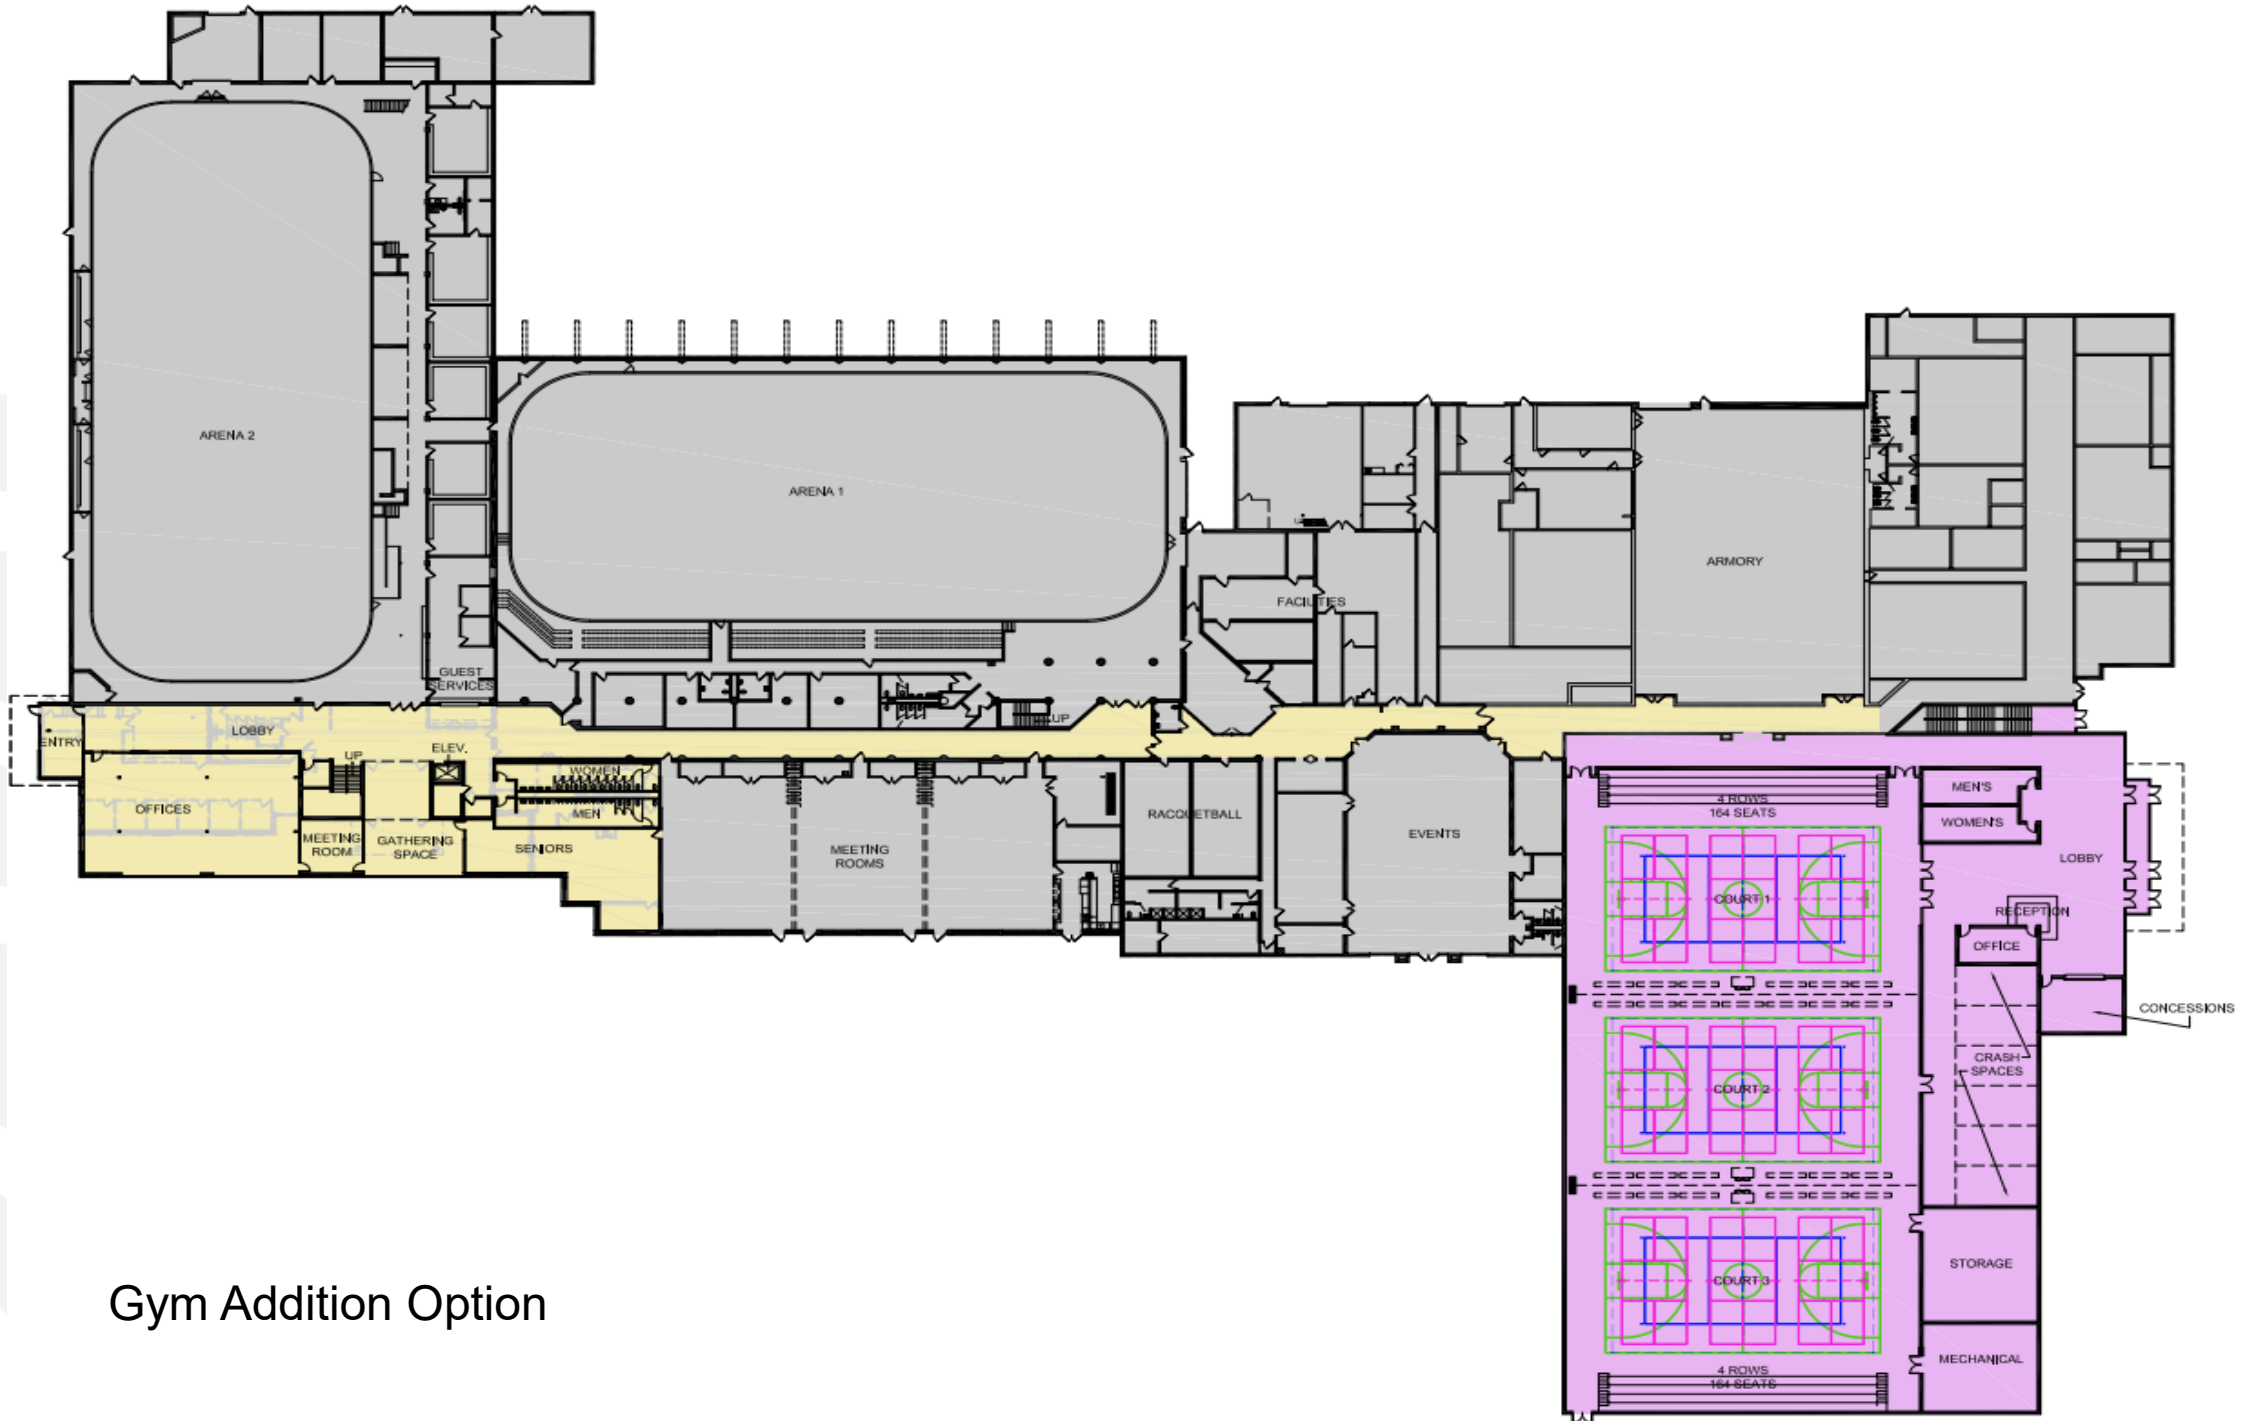 ARENA 2
ARENA 1
ARMORY
FACILITIES
GUEST
SERVICES
UP
ENTRY
LOBBY
UP
ELEV.
OFFICES
MEETING
ROOM
GATHERING
SPACE
WOMEN
MEN
SENIORS
MEETING
ROOMS
RACQUETBALL
EVENTS
4 ROWS
164 SEATS
MEN'S
WOMEN'S
LOBBY
COURT 1
RECEPTION
OFFICE
CONCESSIONS
CRASH
SPACES
COURT 2
STORAGE
COURT 3
MECHANICAL
4 ROWS
164 SEATS
Gym Addition Option